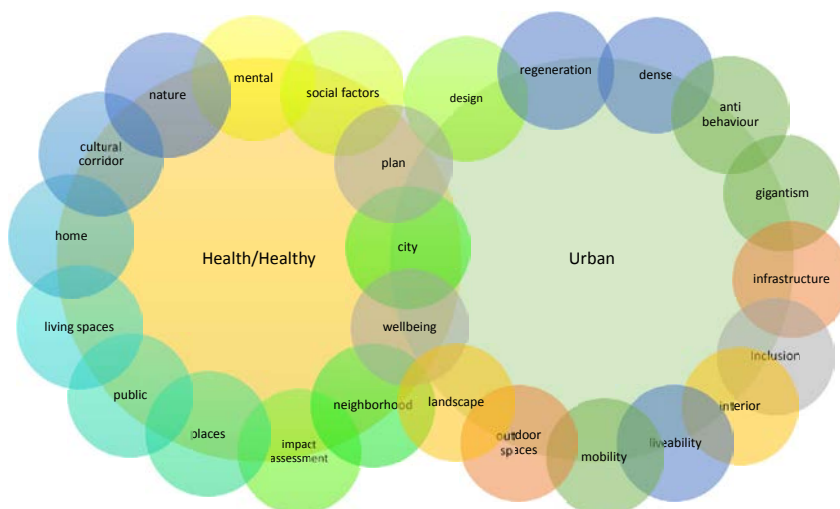 regeneration
dense
mental
nature
social factors
design
anti
behaviour
cultural
corridor
plan
gigantism
home
city
Health/Healthy
Urban
infrastructure
living spaces
wellbeing
Inclusion
public
neighborhood
landscape
interior
places
impact
assessment
outdoor
spaces
mobility
liveability